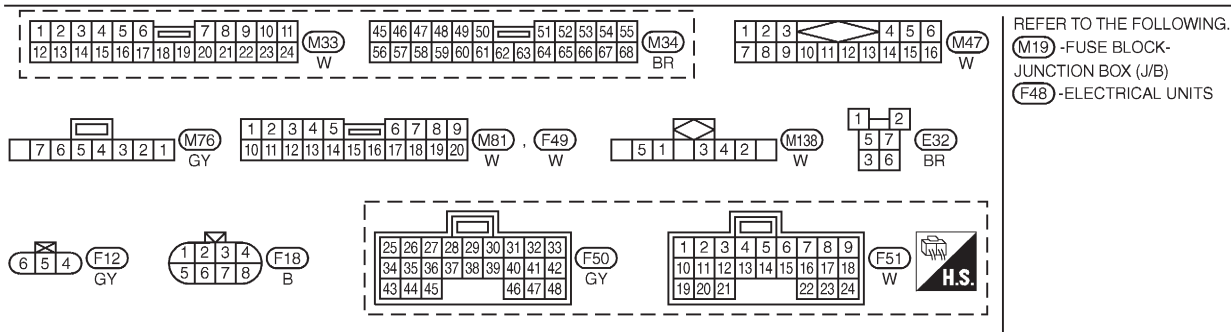 1 2 3 4 5 6 7 8 9 10 11
12 13 14 15 16 17 18 19 20 21 22 23 24
M33
W
45 46 47 48 49 50 51 52 53 54 55
56 57 58 59 60 61 62 63 64 65 66 67 68
M34
BR
1 2 3 4 5 6
7 8 9 10 11 12 13 14 15 16
M47
W
REFER TO THE FOLLOWING.
M19 -FUSE BLOCK-
JUNCTION BOX (J/B)
F48 -ELECTRICAL UNITS
7 6 5 4 3 2 1
M76
GY
1 2 3 4 5 6 7 8 9
10 11 12 13 14 15 16 17 18 19 20
M81 , F49
W W
5 1 3 4 2
M138
W
1 2
5 7
3 6
E32
BR
6 5 4
F12
GY
1 2 3 4
5 6 7 8
F18
B
25 26 27 28 29 30 31 32 33
34 35 36 37 38 39 40 41 42
43 44 45 46 47 48
F50
GY
1 2 3 4 5 6 7 8 9
10 11 12 13 14 15 16 17 18
19 20 21 22 23 24
F51
W
H.S.